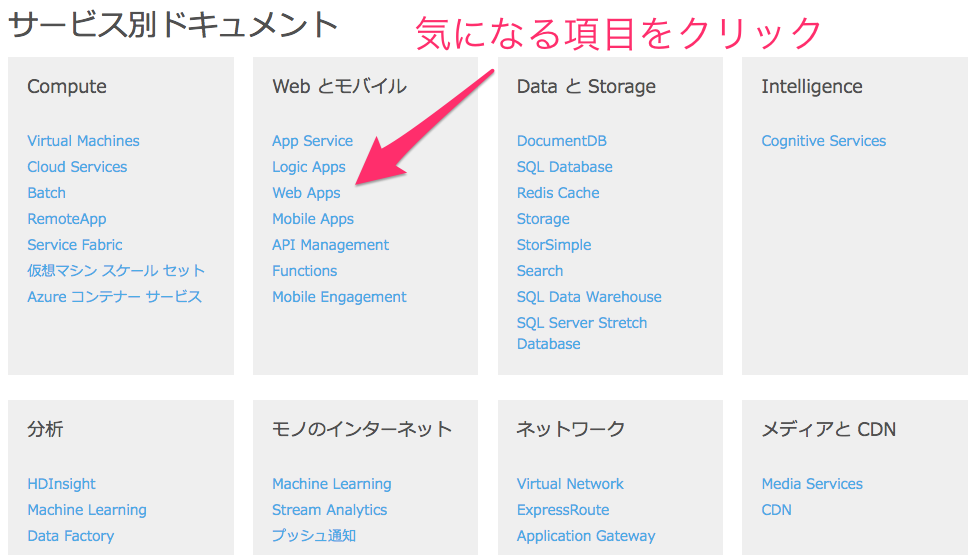 サービス別ドキュメント
気になる項目をクリック
Compute
Virtual Machines
Cloud Services
Batch
RemoteApp
Service Fabric
仮想マシン スケール セット
Azure コンテナー サービス
Web とモバイル
App Service
Logic Apps
Web Apps
Mobile Apps
API Management
Functions
Mobile Engagement
Data と Storage
DocumentDB
SQL Database
Redis Cache
Storage
StorSimple
Search
SQL Data Warehouse
SQL Server Stretch
Database
Intelligence
Cognitive Services
分析
HDInsight
Machine Learning
Data Factory
モノのインターネット
Machine Learning
Stream Analytics
プッシュ通知
ネットワーク
Virtual Network
ExpressRoute
Application Gateway
メディアと CDN
Media Services
CDN